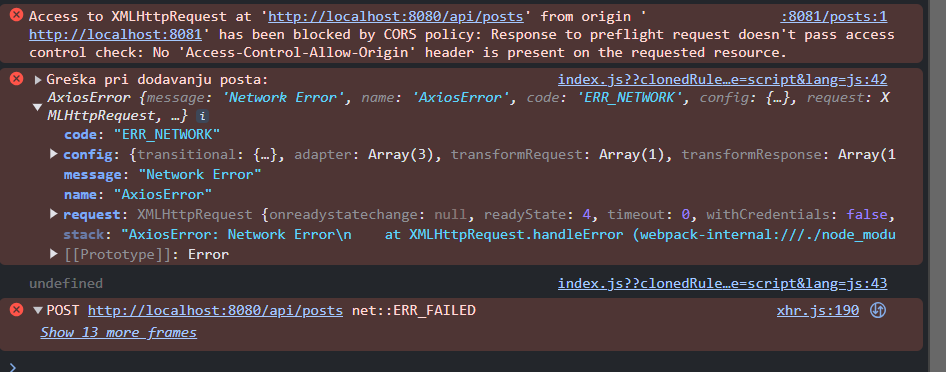 Access to XMLHttpRequest at 'http://localhost:8080/api/posts' from origin ' :8081/posts:1
http://localhost:8081' has been blocked by CORS policy: Response to preflight request doesn't pass access
control check: No 'Access-Control-Allow-Origin' header is present on the requested resource.
Greška pri dodavanju posta: index.js??clonedRule…e=script&lang=js:42
AxiosError {message: 'Network Error', name: 'AxiosError', code: 'ERR_NETWORK', config: {…}, request: X
MLHttpRequest, …} i
code: "ERR_NETWORK"
config: {transitional: {…}, adapter: Array(3), transformRequest: Array(1), transformResponse: Array(1
message: "Network Error"
name: "AxiosError"
request: XMLHttpRequest {onreadystatechange: null, readyState: 4, timeout: 0, withCredentials: false,
stack: "AxiosError: Network Error\n    at XMLHttpRequest.handleError (webpack-internal:///./node_modu
[[Prototype]]: Error
undefined index.js??clonedRule…e=script&lang=js:43
POST http://localhost:8080/api/posts net::ERR_FAILED xhr.js:190
Show 13 more frames